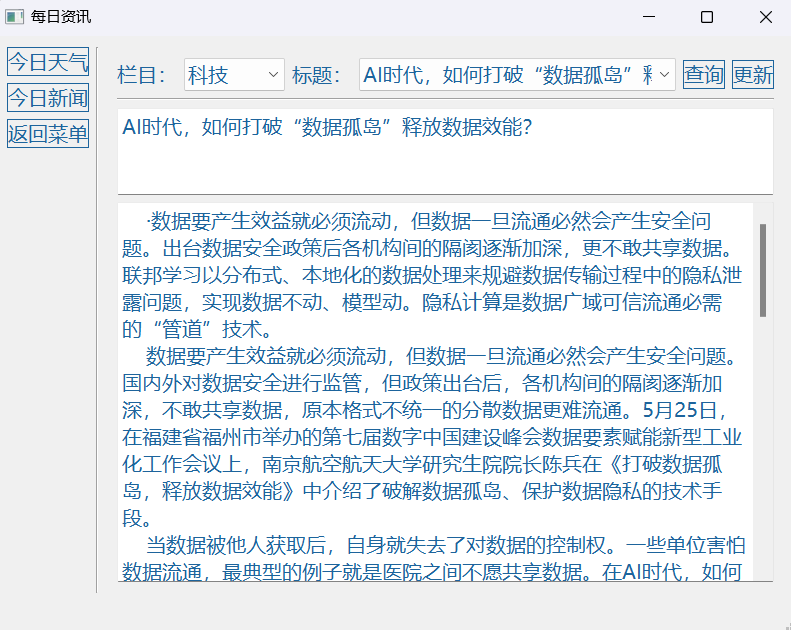 每日资讯
今日天气
今日新闻
返回菜单
栏目： 科技 标题： AI时代，如何打破“数据孤岛” 查询 更新
AI时代，如何打破“数据孤岛”释放数据效能？
·数据要产生效益就必须流动，但数据一旦流通必然会产生安全问
题。出台数据安全政策后各机构间的隔阂逐渐加深，更不敢共享数据。
联邦学习以分布式、本地化的数据处理来规避数据传输过程中的隐私泄
露问题，实现数据不动、模型动。隐私计算是数据广域可信流通必需
的“管道”技术。
数据要产生效益就必须流动，但数据一旦流通必然会产生安全问题。
国内外对数据安全进行监管，但政策出台后，各机构间的隔阂逐渐加
深，不敢共享数据，原本格式不统一的分散数据更难流通。5月25日，
在福建省福州市举办的第七届数字中国建设峰会数据要素赋能新型工业
化工作会议上，南京航空航天大学研究生院院长陈兵在《打破数据孤
岛，释放数据效能》中介绍了破解数据孤岛、保护数据隐私的技术手
段。
当数据被他人获取后，自身就失去了对数据的控制权。一些单位害怕
数据流通，最典型的例子就是医院之间不愿共享数据。在AI时代，如何